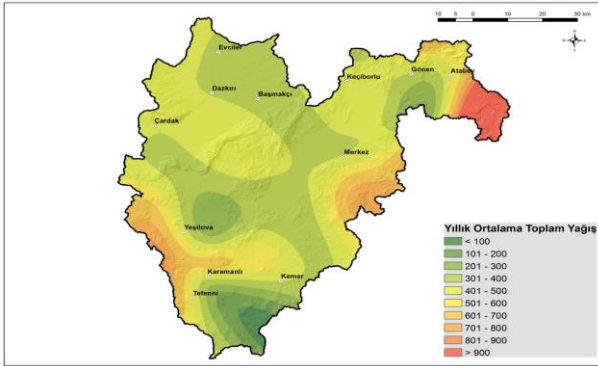 10 5 0 10 20 30 km
Evciler
Keçiborlu
Gönen
Atabey
Dazkırı
Başmakçı
Çardak
Merkez
Yeşilova
Karamanlı
Kemer
Tefenni
Yıllık Ortalama Toplam Yağış
< 100
101 - 200
201 - 300
301 - 400
401 - 500
501 - 600
601 - 700
701 - 800
801 - 900
> 900